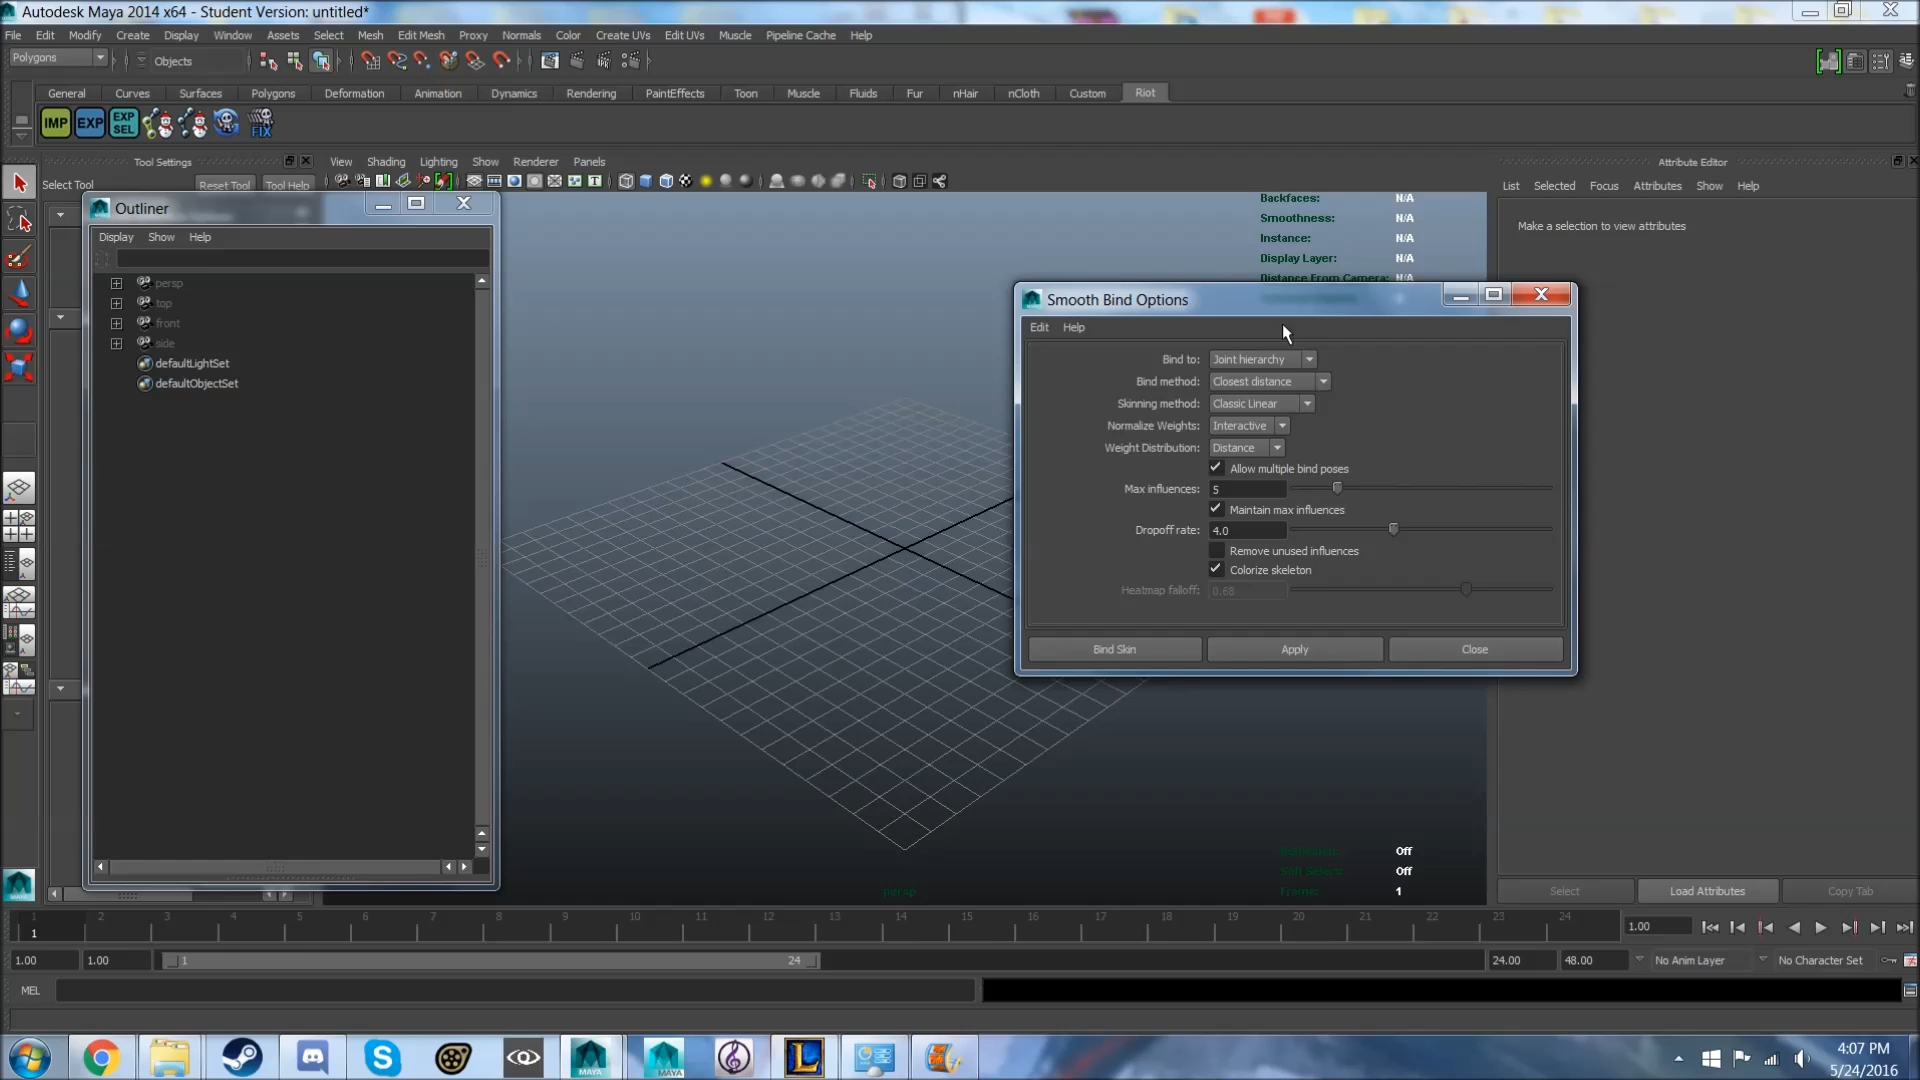 Autodesk Maya 2014 x64 - Student Version: untitled*
File Edit Modify Create Display Window Assets Select Mesh Edit Mesh Proxy Normals Color Create UVs Edit UVs Muscle Pipeline Cache Help
Polygons Objects
General Curves Surfaces Polygons Deformation Animation Dynamics Rendering PaintEffects Toon Muscle Fluids Fur nHair nCloth Custom Riot
IMP EXP EXP SEL FIX
Tool Settings View Shading Lighting Show Renderer Panels Attribute Editor
Select Tool Reset Tool Tool Help
List Selected Focus Attributes Show Help
Make a selection to view attributes
Outliner
Display Show Help
persp
top
front
side
defaultLightSet
defaultObjectSet
Backfaces: N/A
Smoothness: N/A
Instance: N/A
Display Layer: N/A
Distance From Camera: N/A
Smooth Bind Options
Edit Help
Bind to: Joint hierarchy
Bind method: Closest distance
Skinning method: Classic Linear
Normalize Weights: Interactive
Weight Distribution: Distance
Allow multiple bind poses
Max influences: 5
Maintain max influences
Dropoff rate: 4.0
Remove unused influences
Colorize skeleton
Heatmap falloff: 0.68
Bind Skin Apply Close
Off
Soft Select: Off
persp Frame: 1
Select Load Attributes Copy Tab
1 2 3 4 5 6 7 8 9 10 11 12 13 14 15 16 17 18 19 20 21 22 23 24
1 1.00
1.00 1.00 1 24 24.00 48.00 No Anim Layer No Character Set
MEL
MAYA MAYA L
4:07 PM
5/24/2016